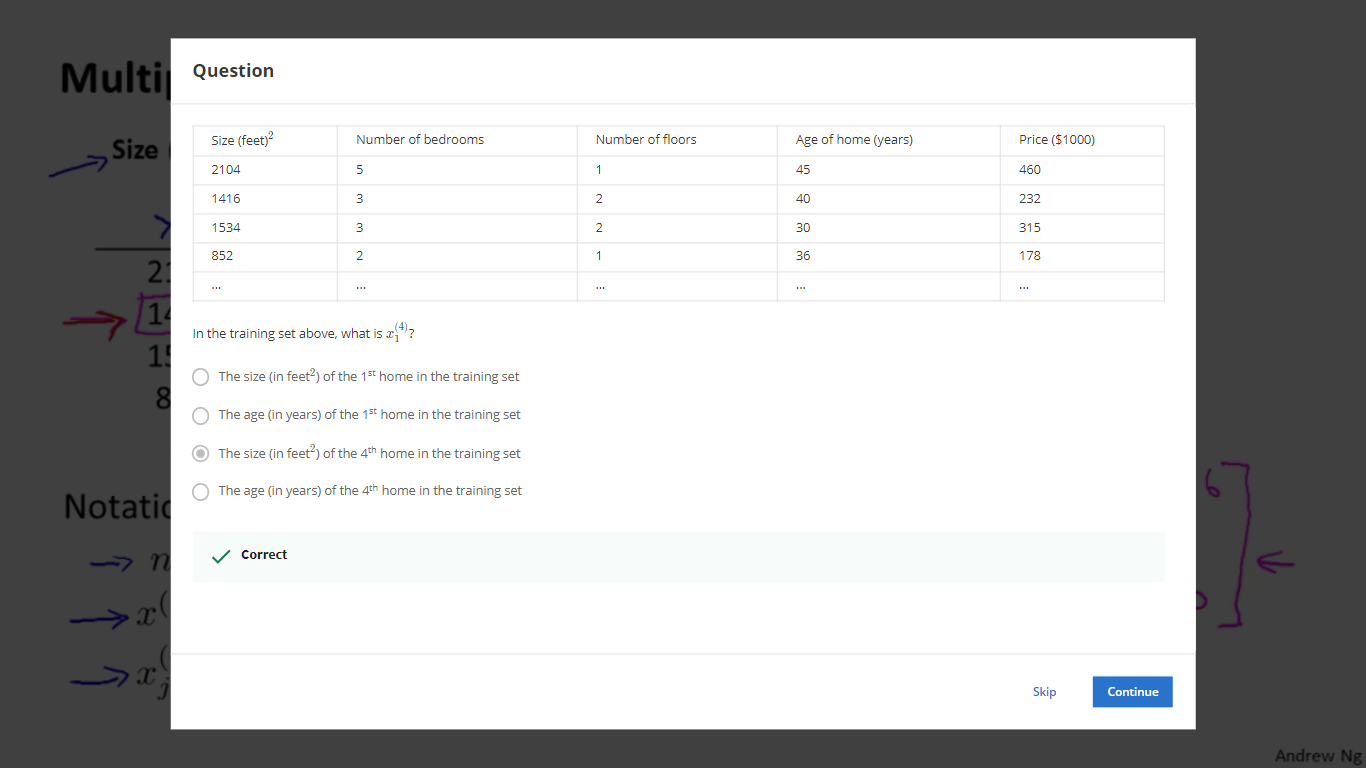 Multi
Question
Size
Size (feet)²
Number of bedrooms
Number of floors
Age of home (years)
Price ($1000)
2104
5
1
45
460
1416
3
2
40
232
1534
3
2
30
315
852
2
1
36
178
...
...
...
...
...
In the training set above, what is x₁⁽⁴⁾?
The size (in feet²) of the 1ˢᵗ home in the training set
The age (in years) of the 1ˢᵗ home in the training set
The size (in feet²) of the 4ᵗʰ home in the training set
The age (in years) of the 4ᵗʰ home in the training set
Correct
Skip
Continue
Andrew Ng